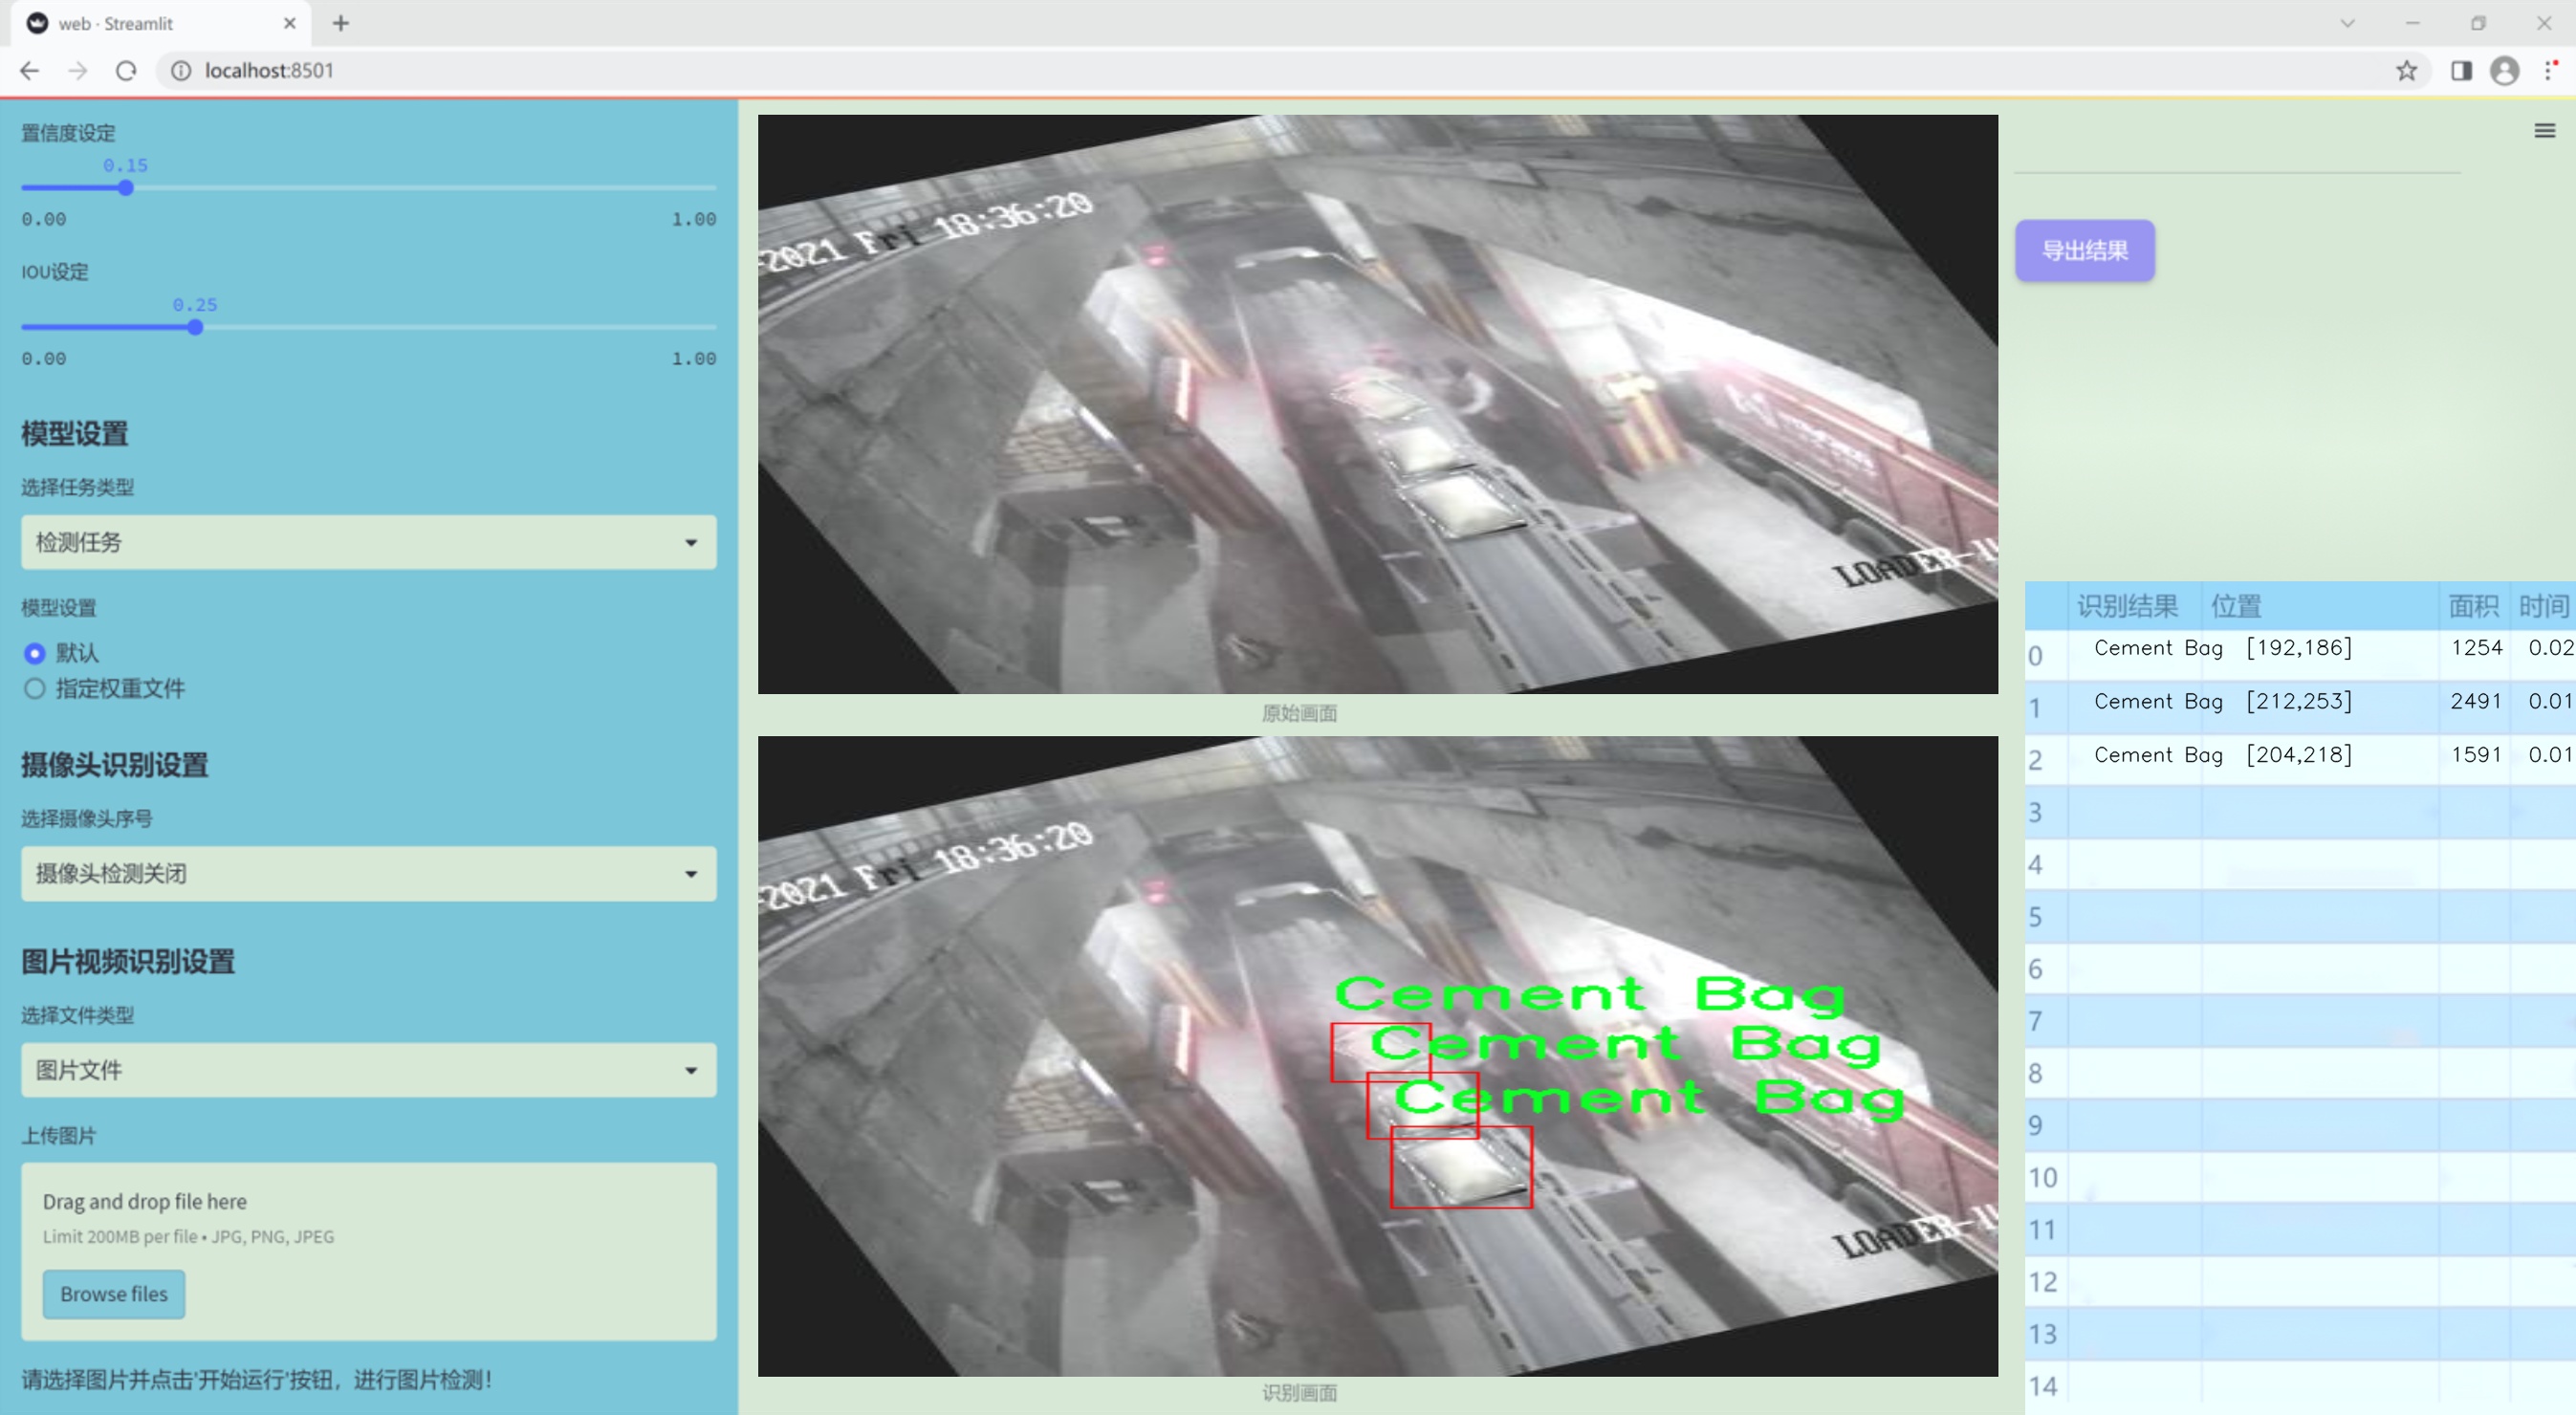 web · Streamlit
localhost:8501
置信度设定
0.15
0.00 1.00
IOU设定
0.25
0.00 1.00
模型设置
选择任务类型
检测任务
模型设置
默认
指定权重文件
摄像头识别设置
选择摄像头序号
摄像头检测关闭
图片视频识别设置
选择文件类型
图片文件
上传图片
Drag and drop file here
Limit 200MB per file • JPG, PNG, JPEG
Browse files
请选择图片并点击'开始运行'按钮，进行图片检测！
-2021 Fri 18:36:20
LOADER-1
原始画面
-2021 Fri 18:36:20
Cement Bag
Cement Bag
Cement Bag
LOADER-1
识别画面
导出结果
识别结果 位置 面积 时间
0 Cement Bag [192,186] 1254 0.02
1 Cement Bag [212,253] 2491 0.01
2 Cement Bag [204,218] 1591 0.01
3
4
5
6
7
8
9
10
11
12
13
14